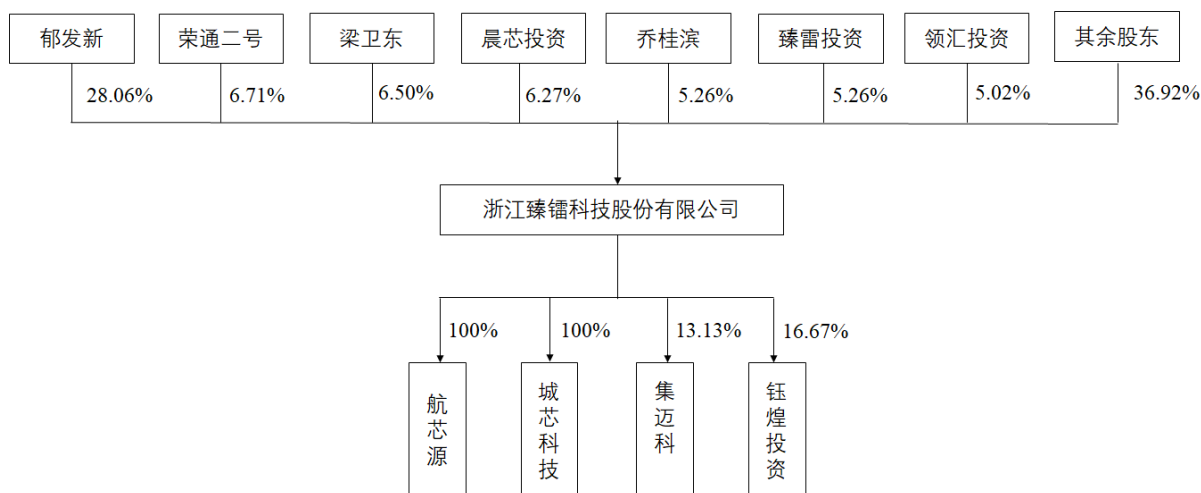 郁发新
荣通二号
梁卫东
晨芯投资
乔桂滨
臻雷投资
领汇投资
其余股东
28.06%
6.71%
6.50%
6.27%
5.26%
5.26%
5.02%
36.92%
浙江臻镭科技股份有限公司
100%
100%
13.13%
16.67%
航芯源
城芯科技
集迈科
钰煌投资